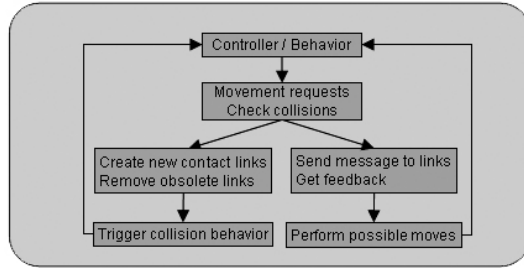 Controller / Behavior
Movement requests
Check collisions
Create new contact links
Remove obsolete links
Send message to links
Get feedback
Trigger collision behavior
Perform possible moves